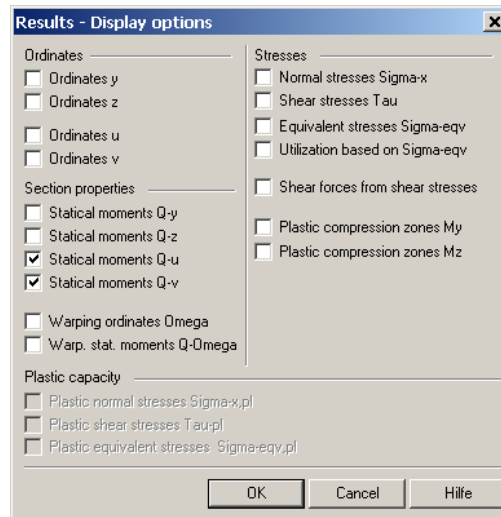 Results - Display options
Ordinates
Ordinates y
Ordinates z
Ordinates u
Ordinates v
Section properties
Statical moments Q-y
Statical moments Q-z
Statical moments Q-u
Statical moments Q-v
Warping ordinates Omega
Warp. stat. moments Q-Omega
Stresses
Normal stresses Sigma-x
Shear stresses Tau
Equivalent stresses Sigma-eqv
Utilization based on Sigma-eqv
Shear forces from shear stresses
Plastic compression zones My
Plastic compression zones Mz
Plastic capacity
Plastic normal stresses Sigma-x,pl
Plastic shear stresses Tau-pl
Plastic equivalent stresses Sigma-eqv,pl
OK
Cancel
Hilfe